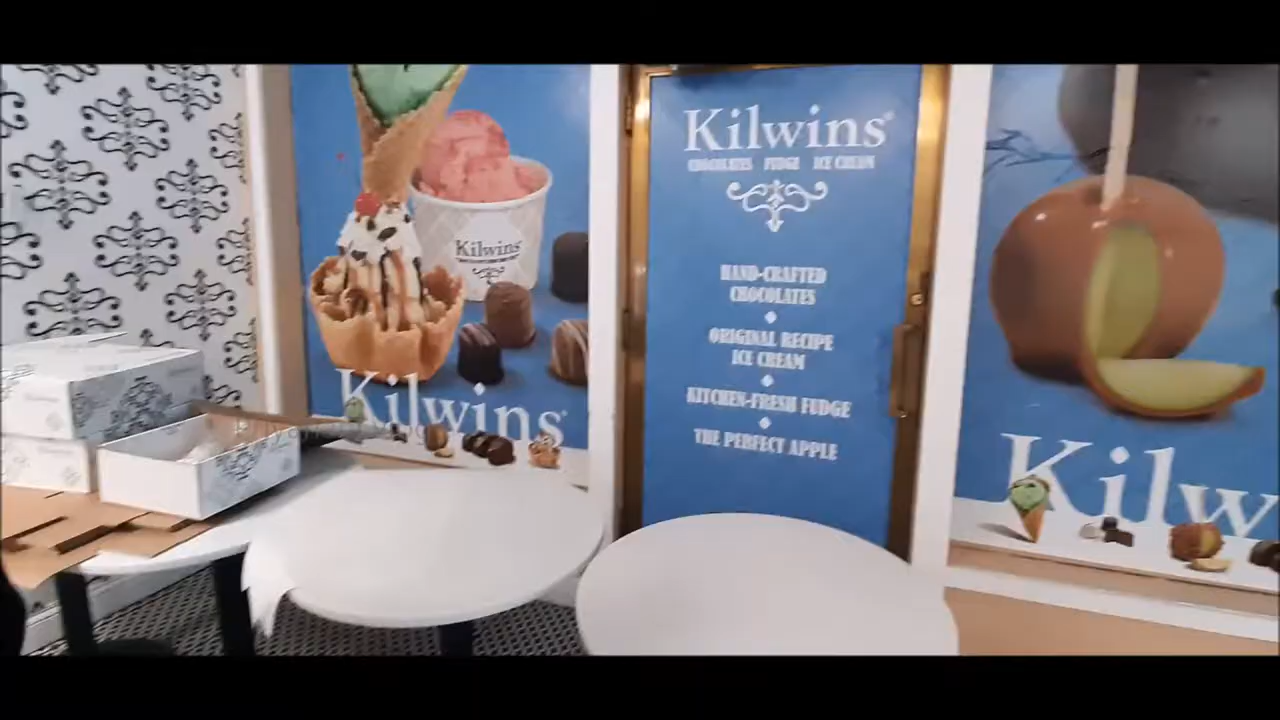 Kilwins
Kilwins®
Kilwins®
CHOCOLATES FUDGE ICE CREAM
HAND-CRAFTED
CHOCOLATES
ORIGINAL RECIPE
ICE CREAM
KITCHEN-FRESH FUDGE
THE PERFECT APPLE
Kilw